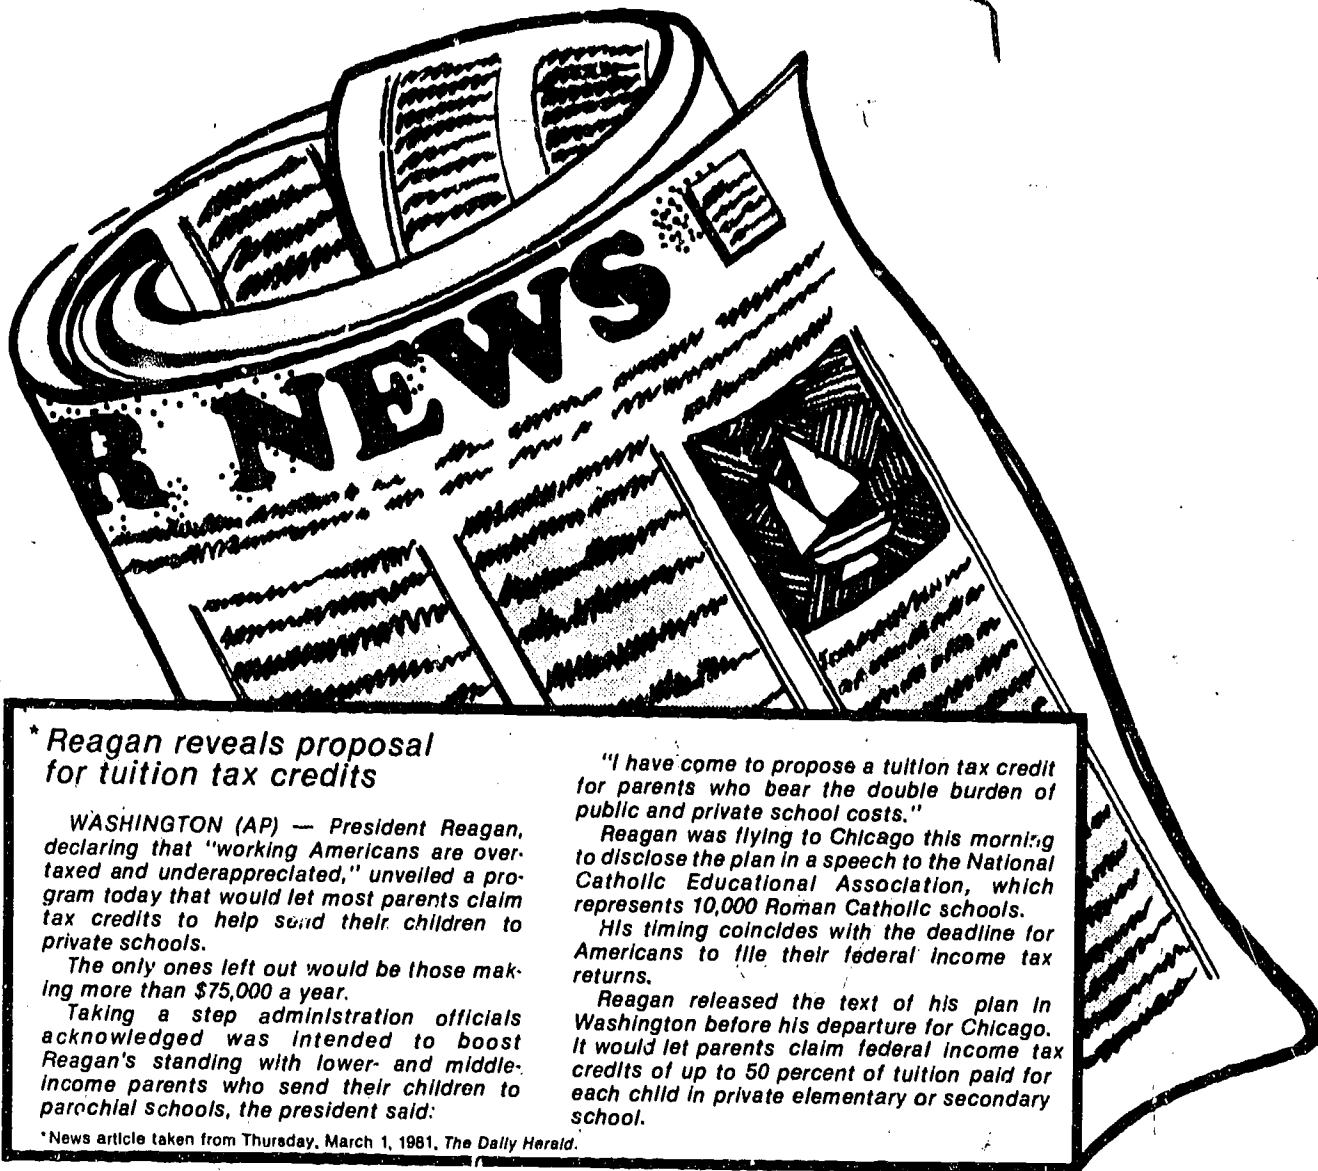 R NEWS
* Reagan reveals proposal
for tuition tax credits
WASHINGTON (AP) — President Reagan,
declaring that "working Americans are over-
taxed and underappreciated," unveiled a pro-
gram today that would let most parents claim
tax credits to help send their children to
private schools.
The only ones left out would be those mak-
ing more than $75,000 a year.
Taking a step administration officials
acknowledged was intended to boost
Reagan's standing with lower- and middle-
income parents who send their children to
parochial schools, the president said:
"I have come to propose a tuition tax credit
for parents who bear the double burden of
public and private school costs."
Reagan was flying to Chicago this morning
to disclose the plan in a speech to the National
Catholic Educational Association, which
represents 10,000 Roman Catholic schools.
His timing coincides with the deadline for
Americans to file their federal income tax
returns.
Reagan released the text of his plan in
Washington before his departure for Chicago.
It would let parents claim federal income tax
credits of up to 50 percent of tuition paid for
each child in private elementary or secondary
school.
*News article taken from Thursday, March 1, 1981, The Daily Herald.